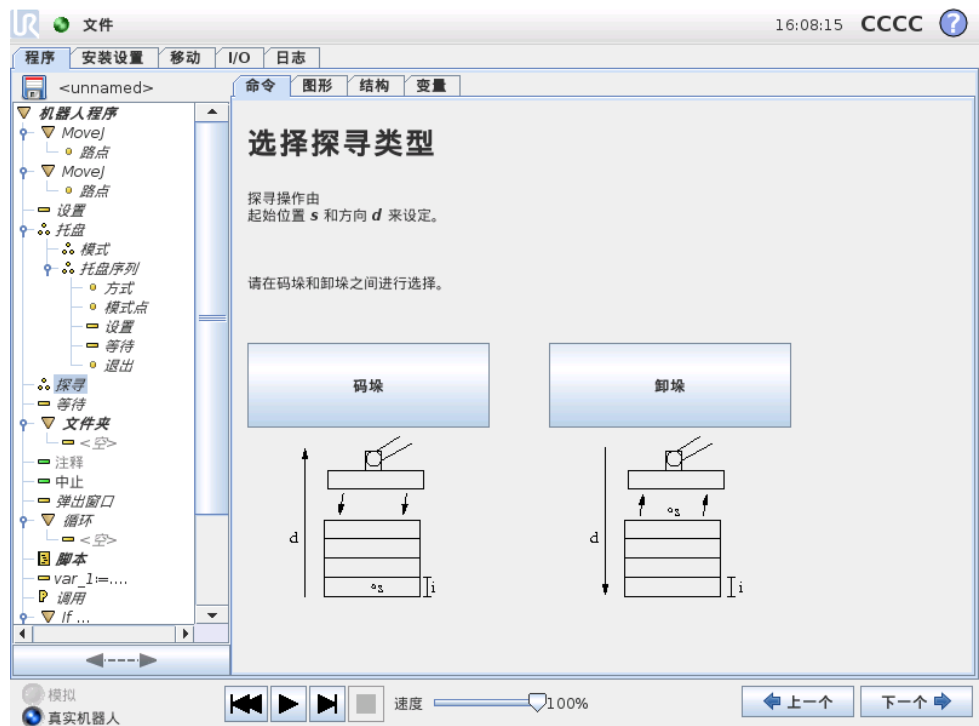 UR 文件 16:08:15 CCCC ?
程序 安装设置 移动 I/O 日志
<unnamed>
命令 图形 结构 变量
机器人程序
MoveJ
路点
MoveJ
路点
设置
托盘
模式
托盘序列
方式
模式点
设置
等待
退出
探寻
等待
文件夹
<空>
注释
中止
弹出窗口
循环
<空>
脚本
var_1:=....
调用
If ...
选择探寻类型
探寻操作由
起始位置 s 和方向 d 来设定。
请在码垛和卸垛之间进行选择。
码垛
卸垛
d
s
i
d
s
i
模拟
真实机器人
速度 100%
上一个
下一个